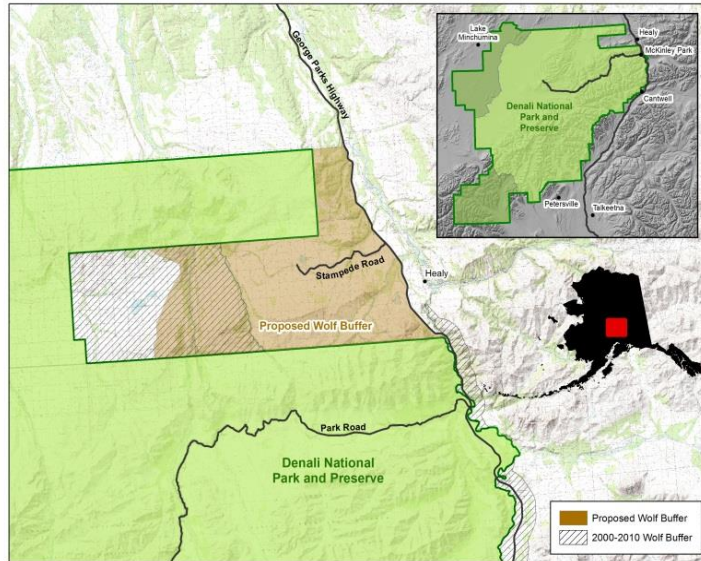 George Parks Highway
Stampede Road
Healy
Proposed Wolf Buffer
Park Road
Denali National
Park and Preserve
Lake
Minchumina
Healy
McKinley Park
Cantwell
Denali National
Park and
Preserve
Petersville
Talkeetna
Proposed Wolf Buffer
2000-2010 Wolf Buffer